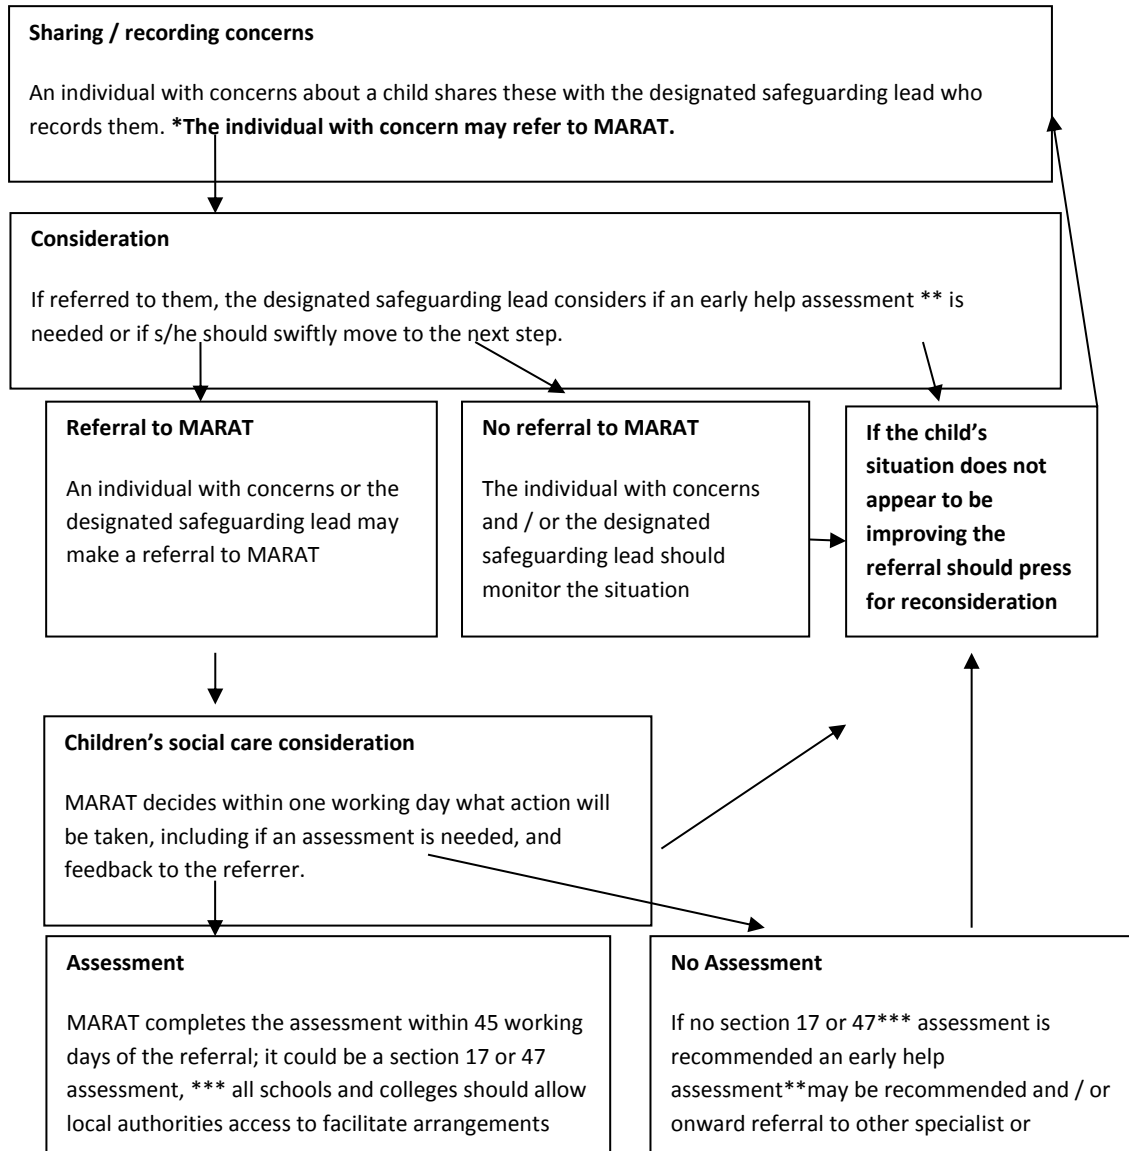 Sharing / recording concerns
An individual with concerns about a child shares these with the designated safeguarding lead who
records them. *The individual with concern may refer to MARAT.
Consideration
If referred to them, the designated safeguarding lead considers if an early help assessment ** is
needed or if s/he should swiftly move to the next step.
Referral to MARAT
An individual with concerns or the
designated safeguarding lead may
make a referral to MARAT
No referral to MARAT
The individual with concerns
and / or the designated
safeguarding lead should
monitor the situation
If the child’s
situation does not
appear to be
improving the
referral should press
for reconsideration
Children’s social care consideration
MARAT decides within one working day what action will
be taken, including if an assessment is needed, and
feedback to the referrer.
Assessment
MARAT completes the assessment within 45 working
days of the referral; it could be a section 17 or 47
assessment, *** all schools and colleges should allow
local authorities access to facilitate arrangements
No Assessment
If no section 17 or 47*** assessment is
recommended an early help
assessment**may be recommended and / or
onward referral to other specialist or